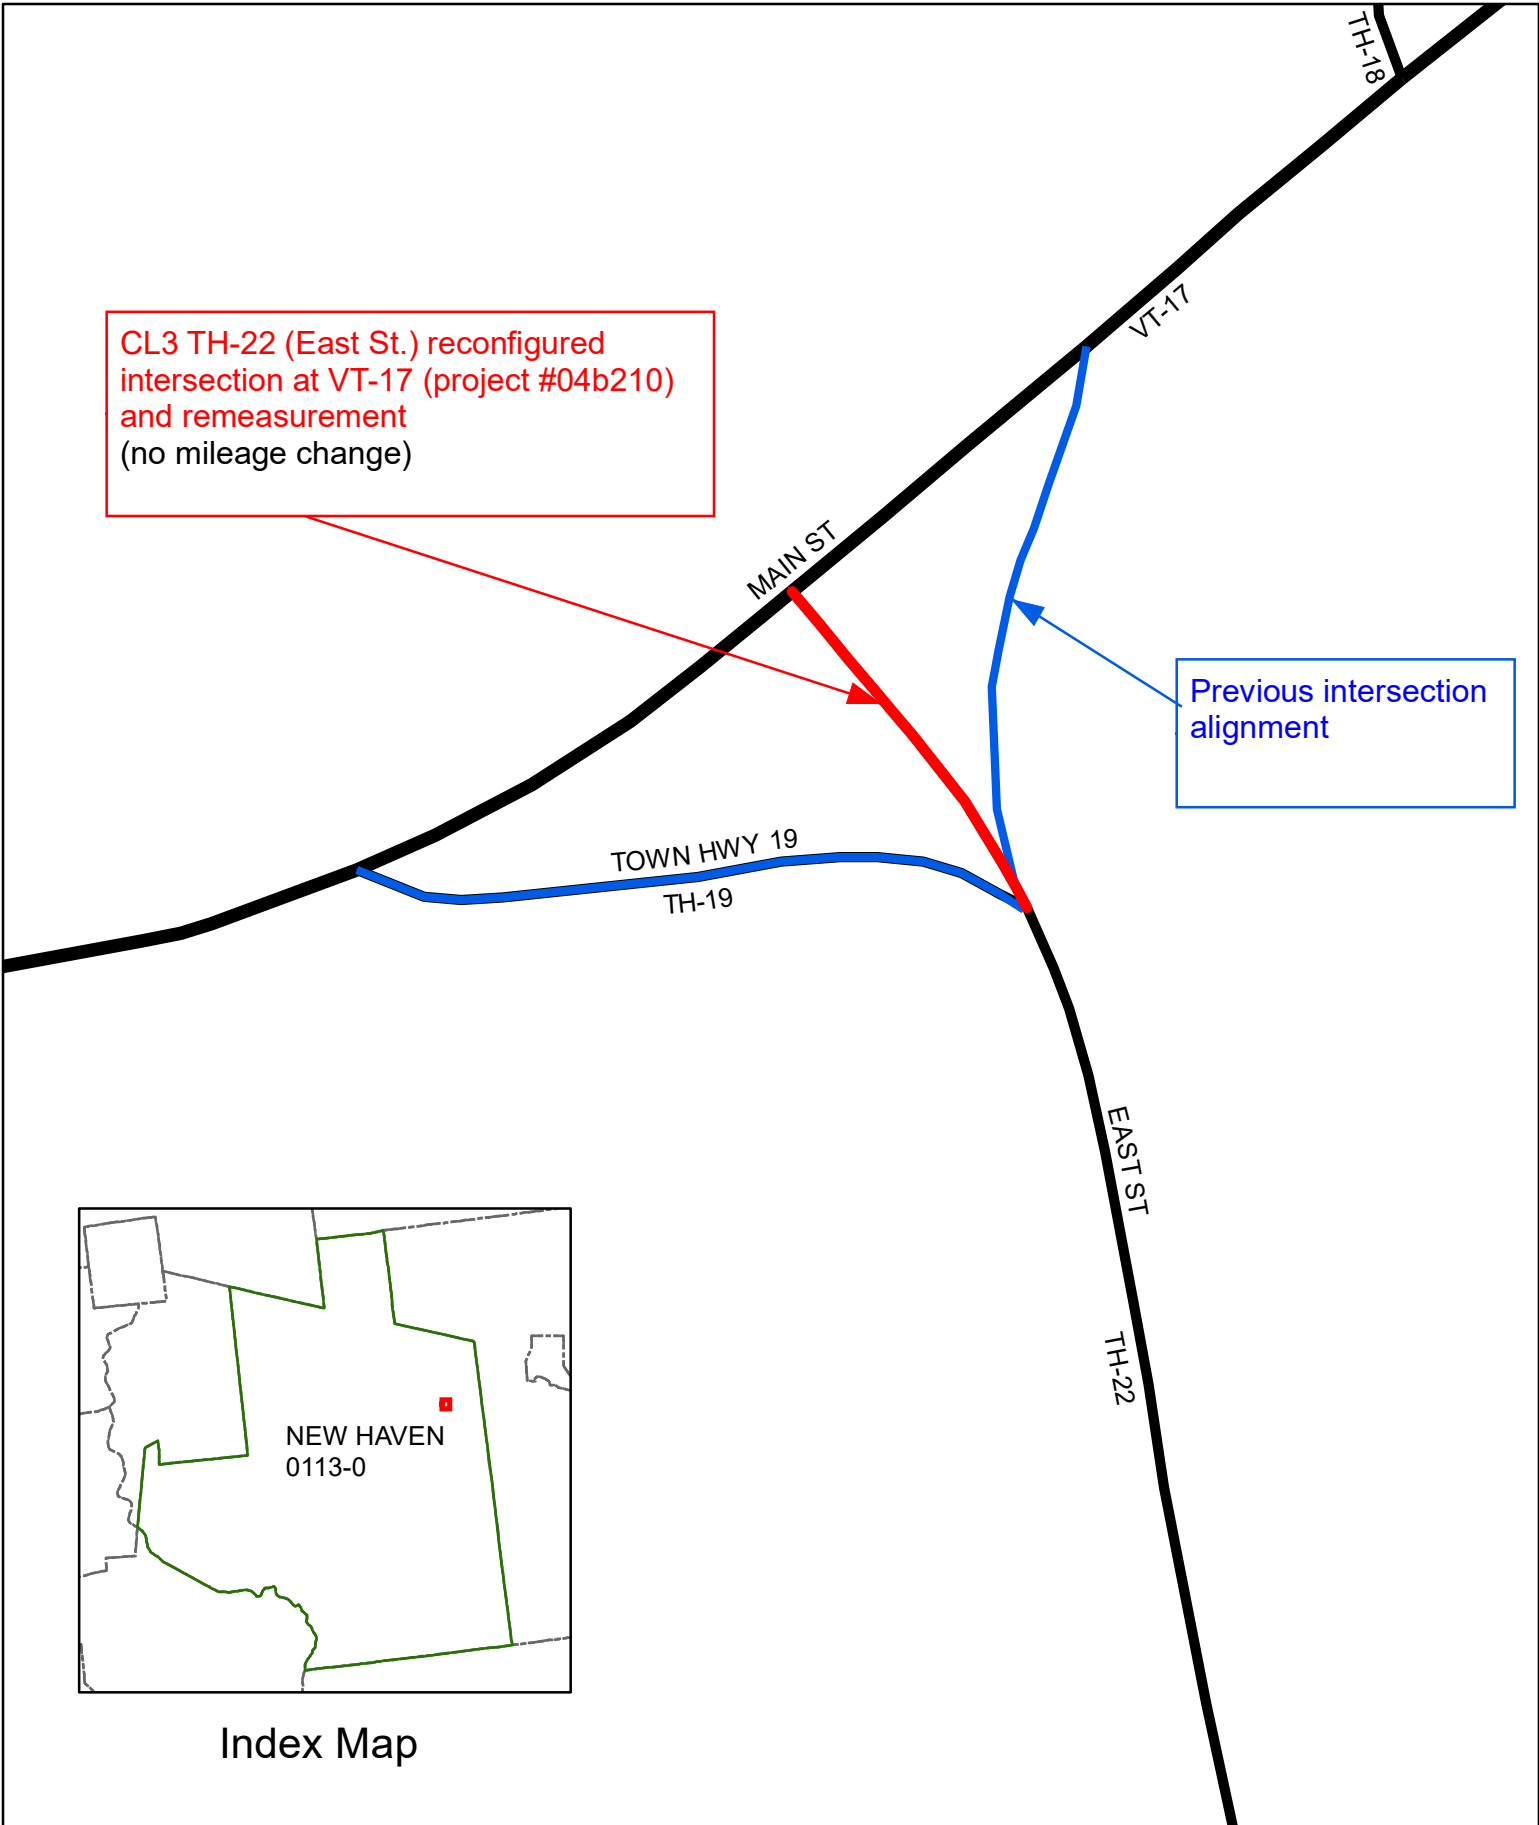 TH-18
VT-17
CL3 TH-22 (East St.) reconfigured
intersection at VT-17 (project #04b210)
and remeasurement
(no mileage change)
MAIN ST
Previous intersection
alignment
TOWN HWY 19
TH-19
EAST ST
TH-22
NEW HAVEN
0113-0
Index Map